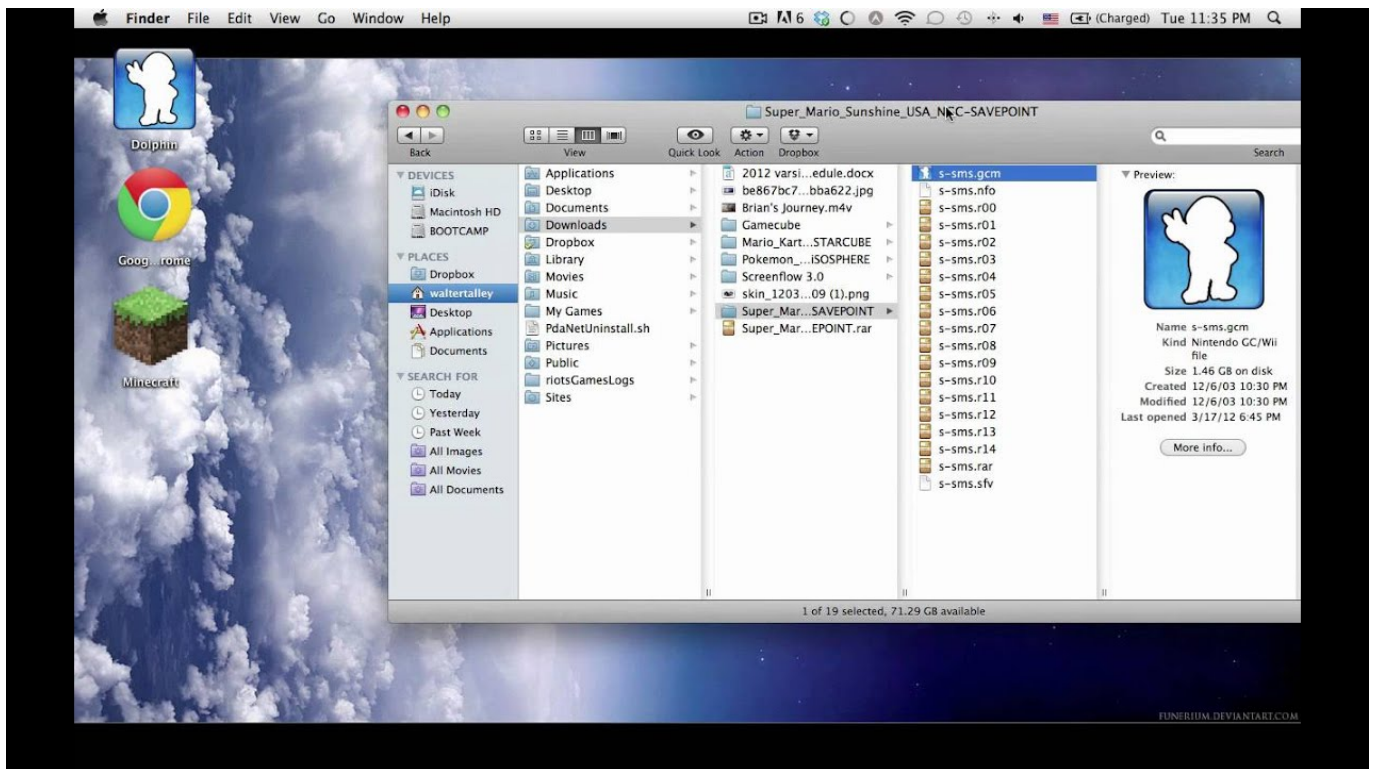 Finder File Edit View Go Window Help 6 (Charged) Tue 11:35 PM
Dolphin
Goog...rome
Minecraft
Super_Mario_Sunshine_USA_NGC-SAVEPOINT
Back View Quick Look Action Dropbox Search
DEVICES
iDisk
Macintosh HD
BOOTCAMP
PLACES
Dropbox
waltertalley
Desktop
Applications
Documents
SEARCH FOR
Today
Yesterday
Past Week
All Images
All Movies
All Documents
Applications
Desktop
Documents
Downloads
Dropbox
Library
Movies
Music
My Games
PdaNetUninstall.sh
Pictures
Public
riotsGamesLogs
Sites
2012 varsi...edule.docx
be867bc7...bba622.jpg
Brian's Journey.m4v
Gamecube
Mario_Kart...STARCUBE
Pokemon_...iSOSPHERE
Screenflow 3.0
skin_1203...09 (1).png
Super_Mar...SAVEPOINT
Super_Mar...EPOINT.rar
s-sms.gcm
s-sms.nfo
s-sms.r00
s-sms.r01
s-sms.r02
s-sms.r03
s-sms.r04
s-sms.r05
s-sms.r06
s-sms.r07
s-sms.r08
s-sms.r09
s-sms.r10
s-sms.r11
s-sms.r12
s-sms.r13
s-sms.r14
s-sms.rar
s-sms.sfv
Preview:
Name s-sms.gcm
Kind Nintendo GC/Wii
file
Size 1.46 GB on disk
Created 12/6/03 10:30 PM
Modified 12/6/03 10:30 PM
Last opened 3/17/12 6:45 PM
More info...
1 of 19 selected, 71.29 GB available
FUNERIUM.DEVIANTART.COM